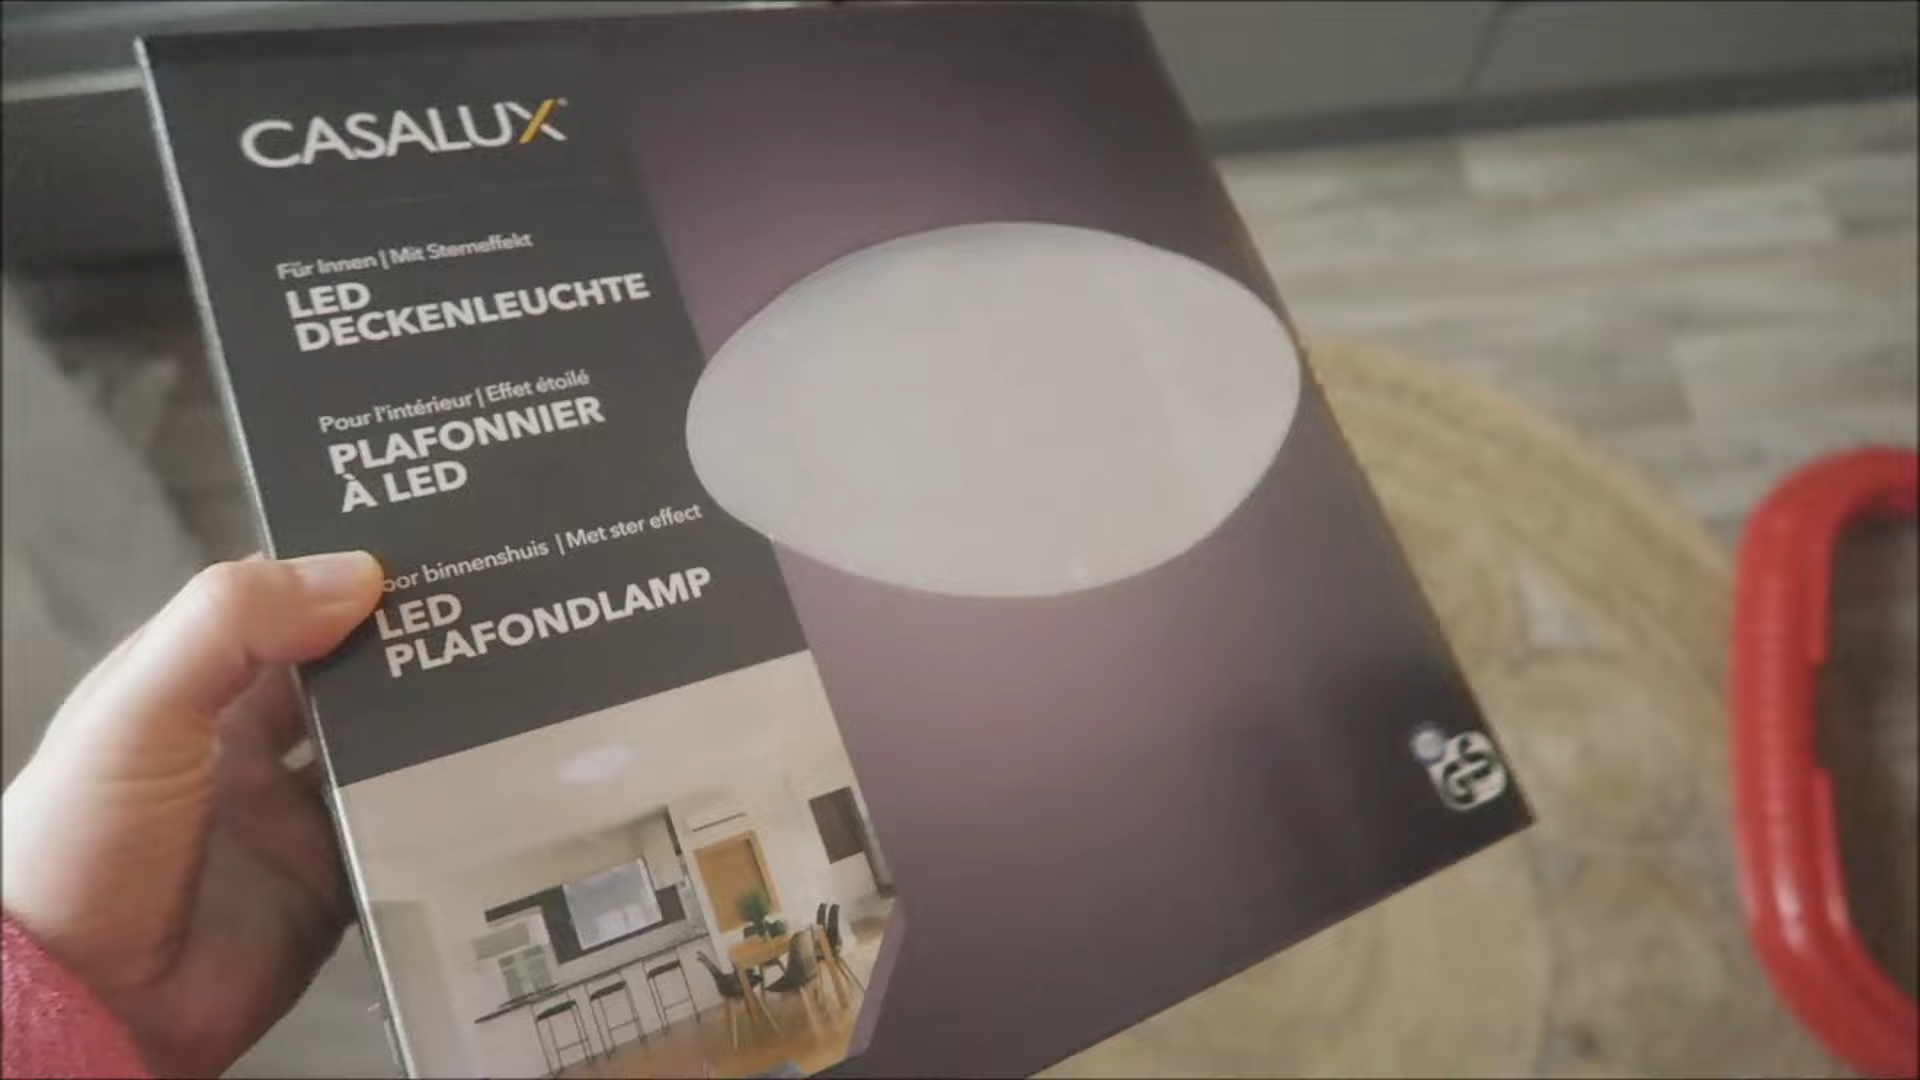 CASALUX
Für Innen | Mit Sterneffekt
LED
DECKENLEUCHTE
Pour l'intérieur | Effet étoilé
PLAFONNIER
À LED
oor binnenshuis | Met ster effect
LED
PLAFONDLAMP